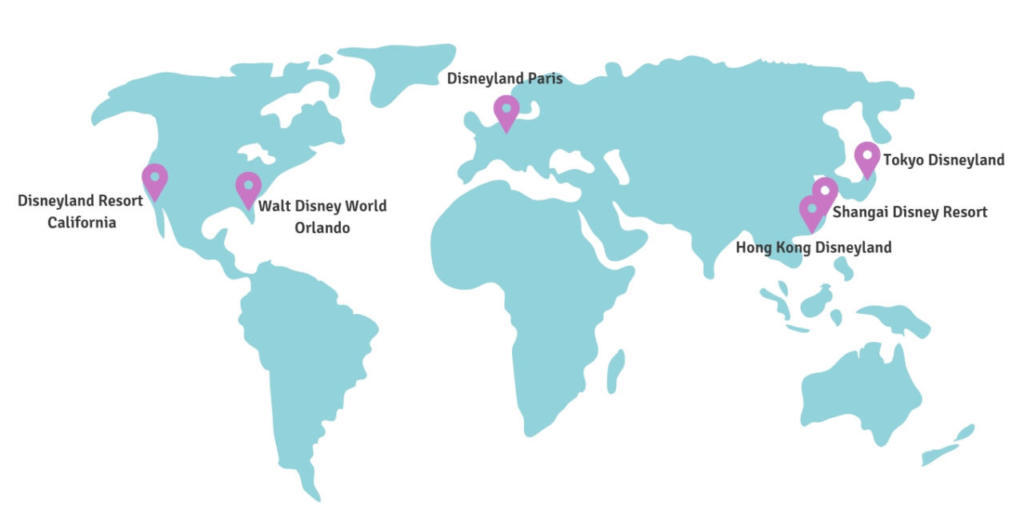 Disneyland Paris
Tokyo Disneyland
Disneyland Resort
California
Walt Disney World
Orlando
Shangai Disney Resort
Hong Kong Disneyland